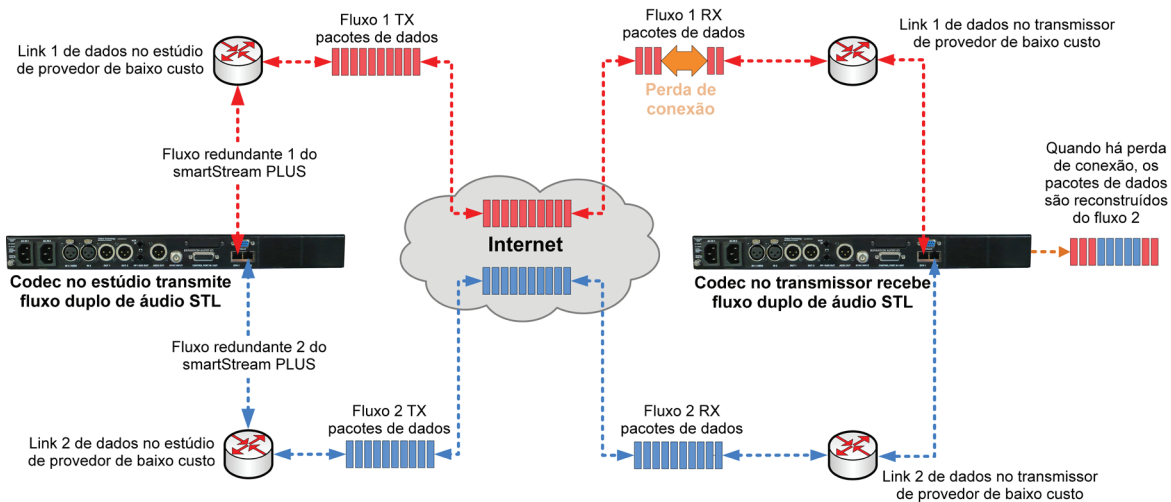 Fluxo 1 TX
pacotes de dados
Fluxo 1 RX
pacotes de dados
Link 1 de dados no estúdio
de provedor de baixo custo
Link 1 de dados no transmissor
de provedor de baixo custo
Perda de
conexão
Fluxo redundante 1 do
smartStream PLUS
Quando há perda
de conexão, os
pacotes de dados
são reconstruídos
do fluxo 2
Internet
Codec no estúdio transmite
fluxo duplo de áudio STL
Codec no transmissor recebe
fluxo duplo de áudio STL
Fluxo redundante 2 do
smartStream PLUS
Fluxo 2 TX
pacotes de dados
Fluxo 2 RX
pacotes de dados
Link 2 de dados no estúdio
de provedor de baixo custo
Link 2 de dados no transmissor
de provedor de baixo custo